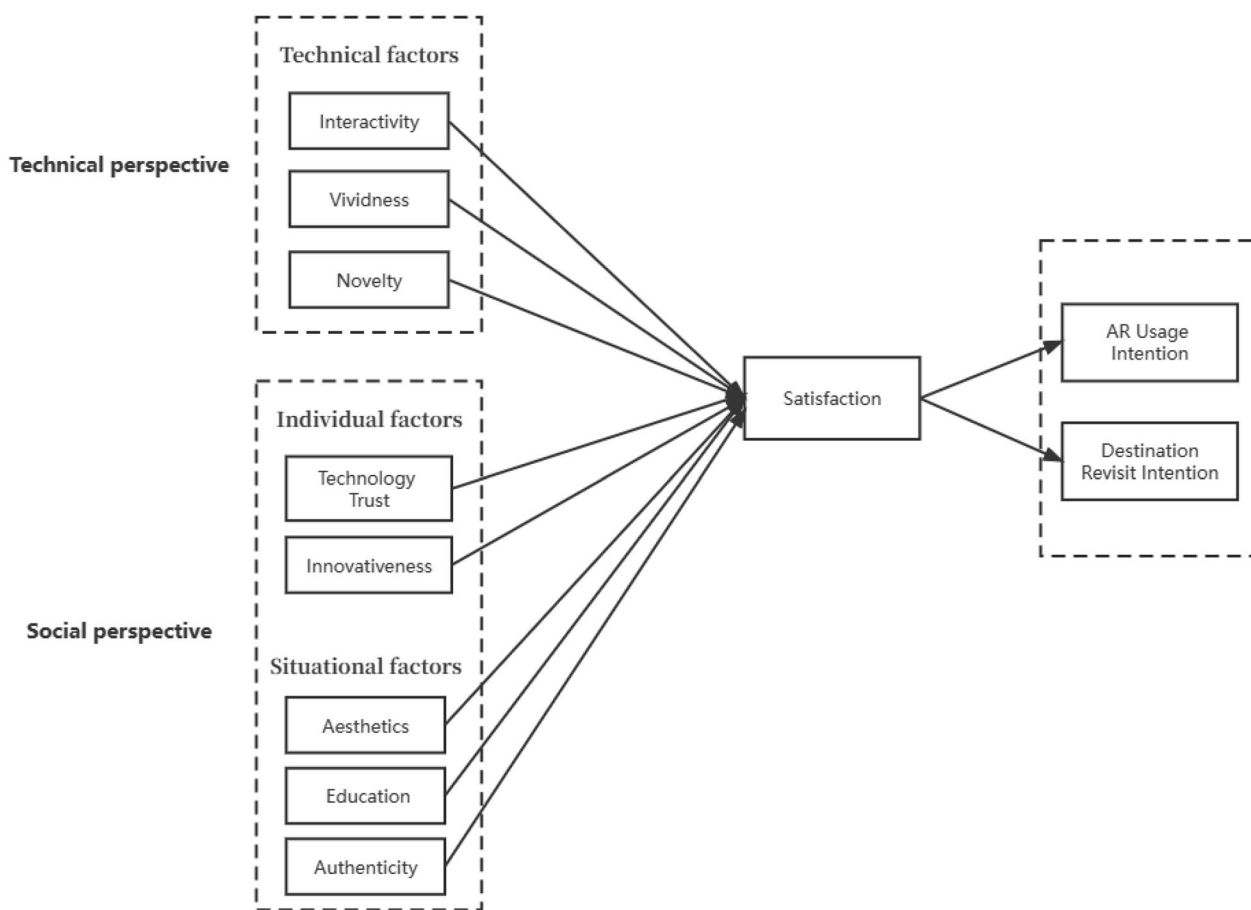 Technical perspective
Technical factors
Interactivity
Vividness
Novelty
Social perspective
Individual factors
Technology
Trust
Innovativeness
Situational factors
Aesthetics
Education
Authenticity
Satisfaction
AR Usage
Intention
Destination
Revisit Intention